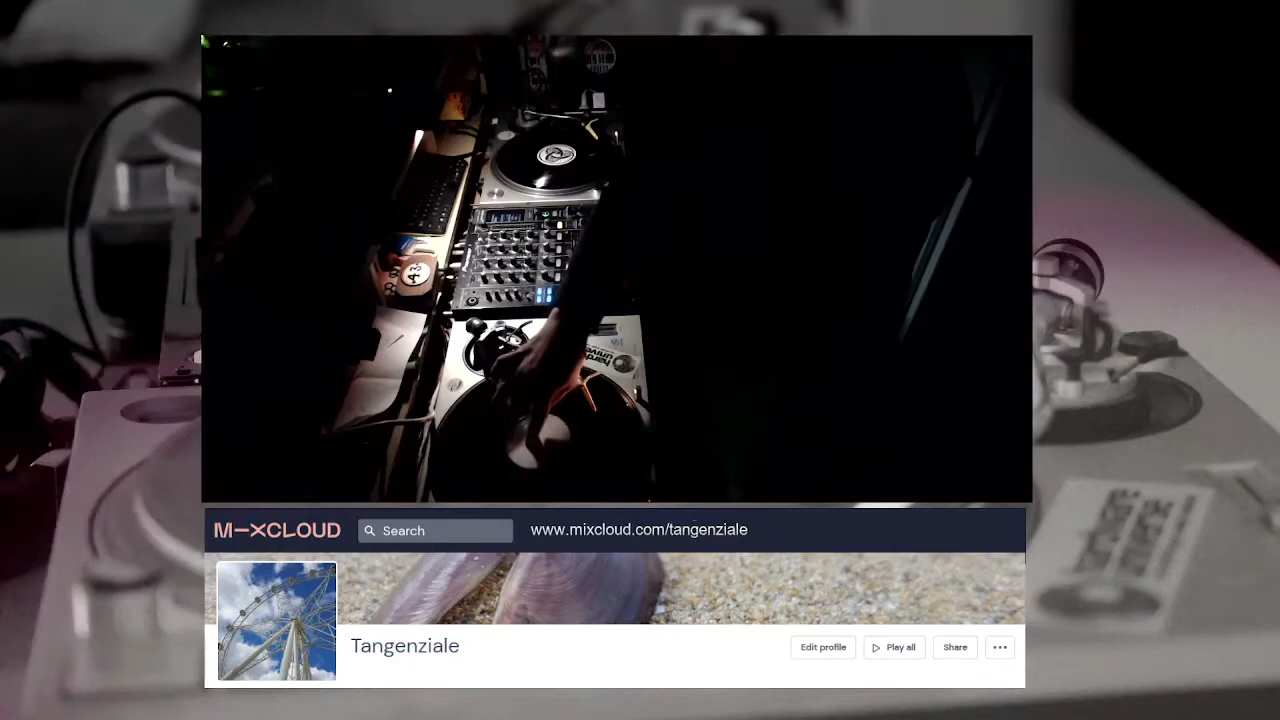 M–XCLOUD
Search
www.mixcloud.com/tangenziale
Tangenziale
Edit profile
Play all
Share